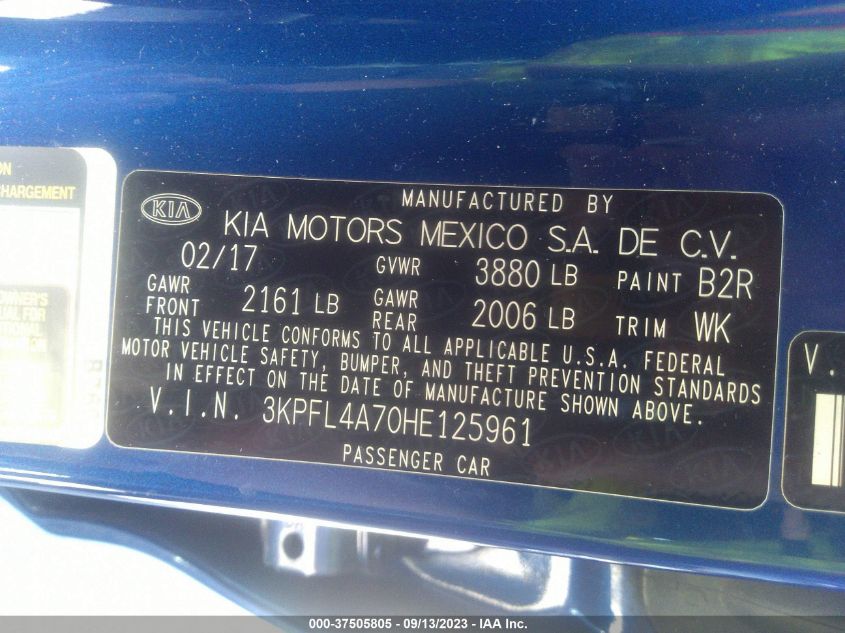 ON
CHARGEMENT
OWNER'S
KIA
MANUFACTURED BY
KIA MOTORS MEXICO S.A. DE C.V.
02/17 GVWR 3880 LB PAINT B2R
GAWR FRONT 2161 LB GAWR REAR 2006 LB TRIM WK
THIS VEHICLE CONFORMS TO ALL APPLICABLE U.S.A. FEDERAL
MOTOR VEHICLE SAFETY, BUMPER, AND THEFT PREVENTION STANDARDS
IN EFFECT ON THE DATE OF MANUFACTURE SHOWN ABOVE.
V.I.N. 3KPFL4A70HE125961
PASSENGER CAR
V.
000-37505805 - 09/13/2023 - IAA Inc.